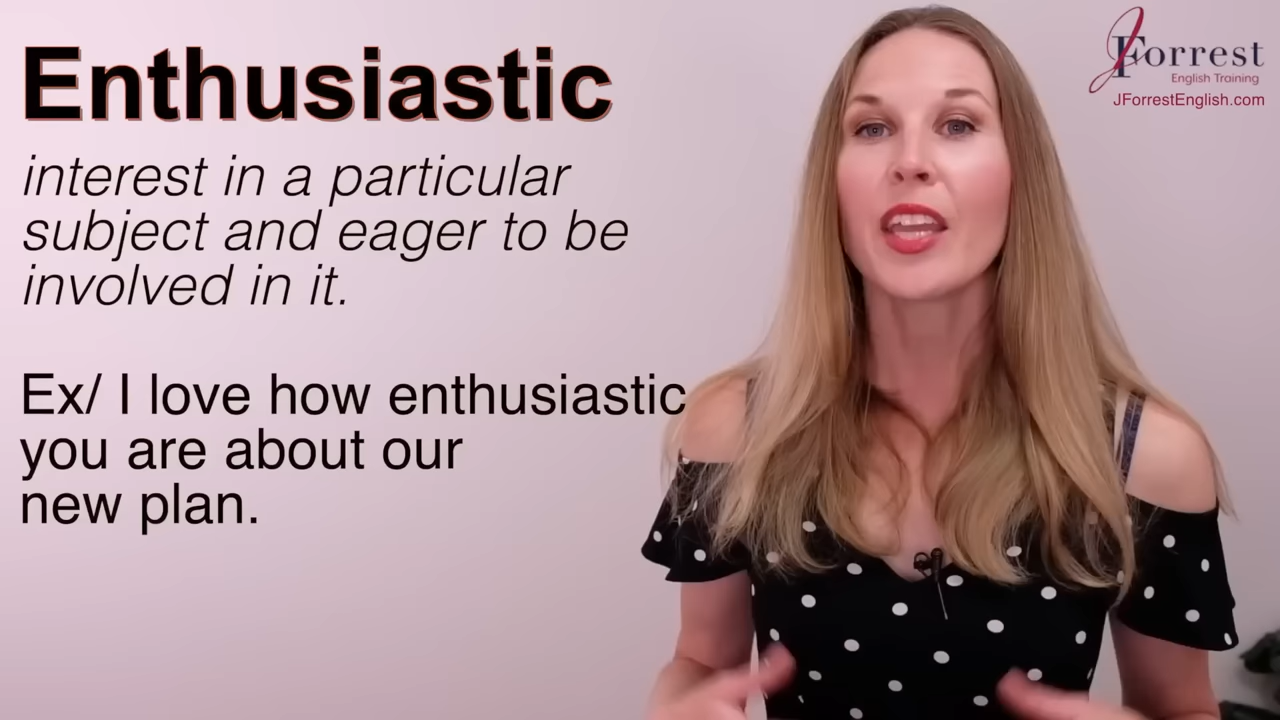 Enthusiastic
interest in a particular
subject and eager to be
involved in it.
Ex/ I love how enthusiastic
you are about our
new plan.
JForrest
English Training
JForrestEnglish.com